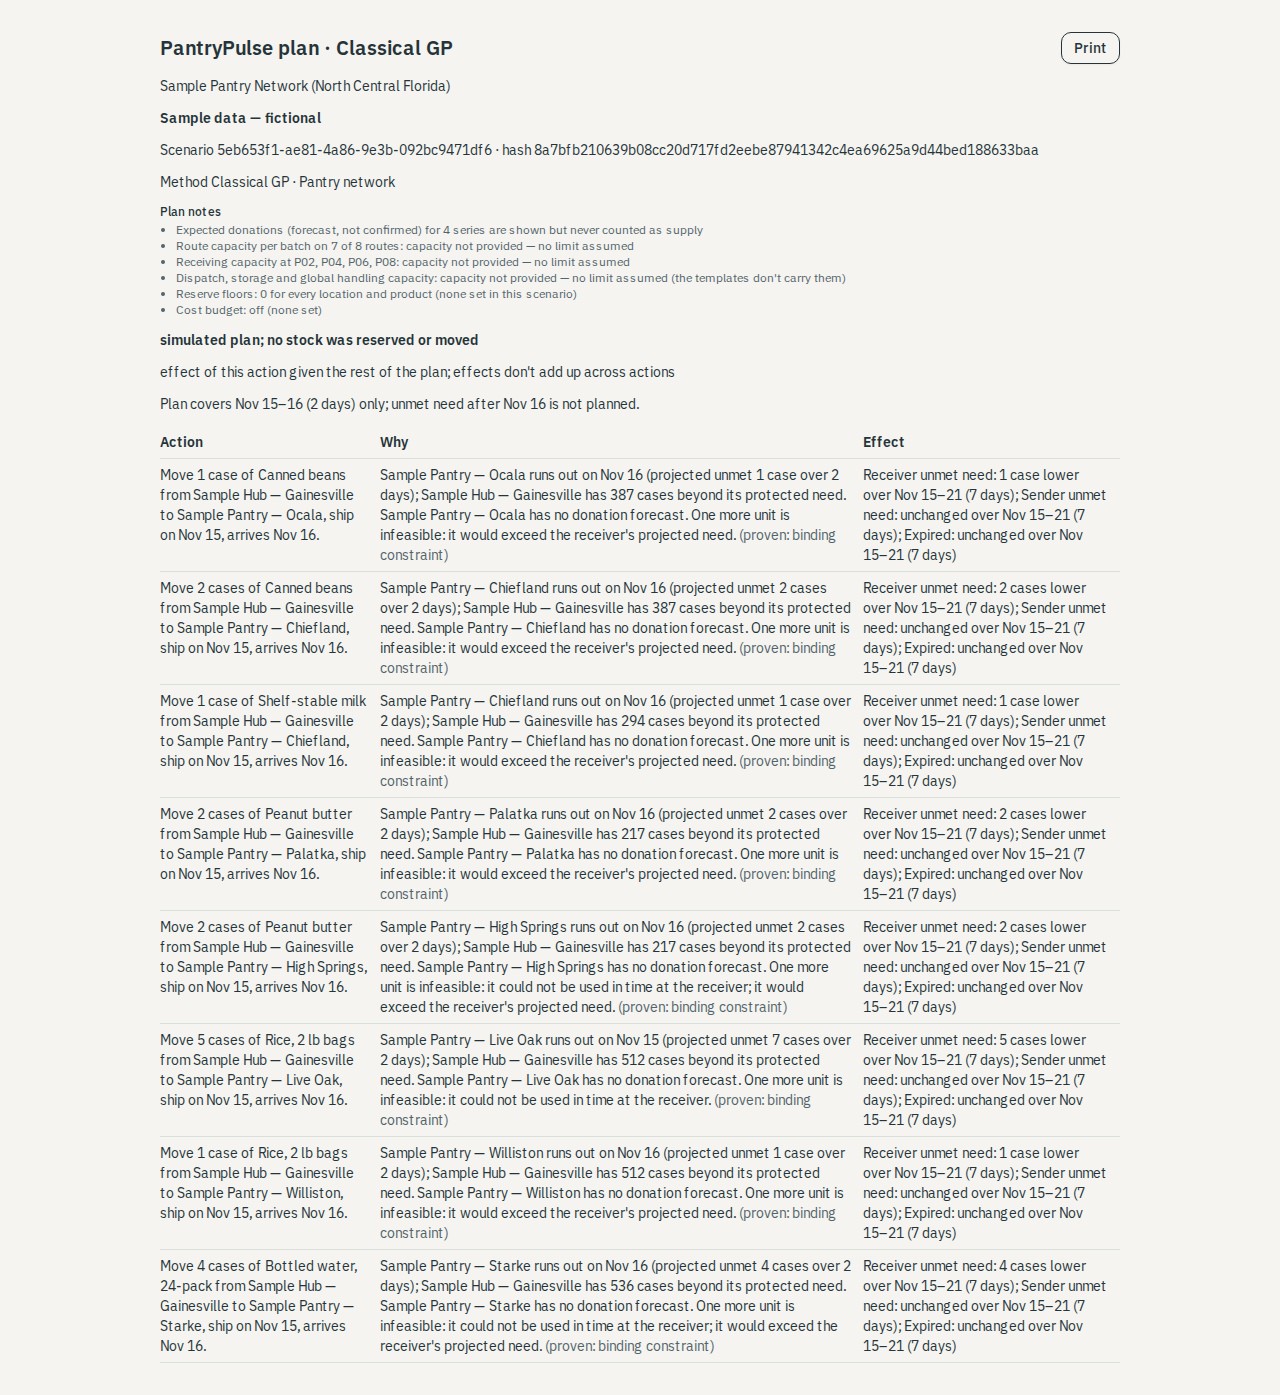 PantryPulse plan · Classical GP
Print
Sample Pantry Network (North Central Florida)
Sample data — fictional
Scenario 5eb653f1-ae81-4a86-9e3b-092bc9471df6 · hash 8a7bfb210639b08cc20d717fd2eebe87941342c4ea69625a9d44bed188633baa
Method Classical GP · Pantry network
Plan notes
• Expected donations (forecast, not confirmed) for 4 series are shown but never counted as supply
• Route capacity per batch on 7 of 8 routes: capacity not provided — no limit assumed
• Receiving capacity at P02, P04, P06, P08: capacity not provided — no limit assumed
• Dispatch, storage and global handling capacity: capacity not provided — no limit assumed (the templates don't carry them)
• Reserve floors: 0 for every location and product (none set in this scenario)
• Cost budget: off (none set)
simulated plan; no stock was reserved or moved
effect of this action given the rest of the plan; effects don't add up across actions
Plan covers Nov 15–16 (2 days) only; unmet need after Nov 16 is not planned.
Action
Why
Effect
Move 1 case of Canned beans
from Sample Hub — Gainesville
to Sample Pantry — Ocala, ship
on Nov 15, arrives Nov 16.
Sample Pantry — Ocala runs out on Nov 16 (projected unmet 1 case over 2
days); Sample Hub — Gainesville has 387 cases beyond its protected need.
Sample Pantry — Ocala has no donation forecast. One more unit is
infeasible: it would exceed the receiver's projected need. (proven: binding
constraint)
Receiver unmet need: 1 case lower
over Nov 15–21 (7 days); Sender unmet
need: unchanged over Nov 15–21 (7
days); Expired: unchanged over Nov
15–21 (7 days)
Move 2 cases of Canned beans
from Sample Hub — Gainesville
to Sample Pantry — Chiefland,
ship on Nov 15, arrives Nov 16.
Sample Pantry — Chiefland runs out on Nov 16 (projected unmet 2 cases
over 2 days); Sample Hub — Gainesville has 387 cases beyond its protected
need. Sample Pantry — Chiefland has no donation forecast. One more unit is
infeasible: it would exceed the receiver's projected need. (proven: binding
constraint)
Receiver unmet need: 2 cases lower
over Nov 15–21 (7 days); Sender unmet
need: unchanged over Nov 15–21 (7
days); Expired: unchanged over Nov
15–21 (7 days)
Move 1 case of Shelf-stable milk
from Sample Hub — Gainesville
to Sample Pantry — Chiefland,
ship on Nov 15, arrives Nov 16.
Sample Pantry — Chiefland runs out on Nov 16 (projected unmet 1 case over
2 days); Sample Hub — Gainesville has 294 cases beyond its protected
need. Sample Pantry — Chiefland has no donation forecast. One more unit is
infeasible: it would exceed the receiver's projected need. (proven: binding
constraint)
Receiver unmet need: 1 case lower
over Nov 15–21 (7 days); Sender unmet
need: unchanged over Nov 15–21 (7
days); Expired: unchanged over Nov
15–21 (7 days)
Move 2 cases of Peanut butter
from Sample Hub — Gainesville
to Sample Pantry — Palatka, ship
on Nov 15, arrives Nov 16.
Sample Pantry — Palatka runs out on Nov 16 (projected unmet 2 cases over
2 days); Sample Hub — Gainesville has 217 cases beyond its protected
need. Sample Pantry — Palatka has no donation forecast. One more unit is
infeasible: it would exceed the receiver's projected need. (proven: binding
constraint)
Receiver unmet need: 2 cases lower
over Nov 15–21 (7 days); Sender unmet
need: unchanged over Nov 15–21 (7
days); Expired: unchanged over Nov
15–21 (7 days)
Move 2 cases of Peanut butter
from Sample Hub — Gainesville
to Sample Pantry — High Springs,
ship on Nov 15, arrives Nov 16.
Sample Pantry — High Springs runs out on Nov 16 (projected unmet 2 cases
over 2 days); Sample Hub — Gainesville has 217 cases beyond its protected
need. Sample Pantry — High Springs has no donation forecast. One more
unit is infeasible: it could not be used in time at the receiver; it would
exceed the receiver's projected need. (proven: binding constraint)
Receiver unmet need: 2 cases lower
over Nov 15–21 (7 days); Sender unmet
need: unchanged over Nov 15–21 (7
days); Expired: unchanged over Nov
15–21 (7 days)
Move 5 cases of Rice, 2 lb bags
from Sample Hub — Gainesville
to Sample Pantry — Live Oak,
ship on Nov 15, arrives Nov 16.
Sample Pantry — Live Oak runs out on Nov 15 (projected unmet 7 cases over
2 days); Sample Hub — Gainesville has 512 cases beyond its protected
need. Sample Pantry — Live Oak has no donation forecast. One more unit is
infeasible: it could not be used in time at the receiver. (proven: binding
constraint)
Receiver unmet need: 5 cases lower
over Nov 15–21 (7 days); Sender unmet
need: unchanged over Nov 15–21 (7
days); Expired: unchanged over Nov
15–21 (7 days)
Move 1 case of Rice, 2 lb bags
from Sample Hub — Gainesville
to Sample Pantry — Williston,
ship on Nov 15, arrives Nov 16.
Sample Pantry — Williston runs out on Nov 16 (projected unmet 1 case over
2 days); Sample Hub — Gainesville has 512 cases beyond its protected
need. Sample Pantry — Williston has no donation forecast. One more unit is
infeasible: it would exceed the receiver's projected need. (proven: binding
constraint)
Receiver unmet need: 1 case lower
over Nov 15–21 (7 days); Sender unmet
need: unchanged over Nov 15–21 (7
days); Expired: unchanged over Nov
15–21 (7 days)
Move 4 cases of Bottled water,
24-pack from Sample Hub —
Gainesville to Sample Pantry —
Starke, ship on Nov 15, arrives
Nov 16.
Sample Pantry — Starke runs out on Nov 16 (projected unmet 4 cases over 2
days); Sample Hub — Gainesville has 536 cases beyond its protected need.
Sample Pantry — Starke has no donation forecast. One more unit is
infeasible: it could not be used in time at the receiver; it would exceed the
receiver's projected need. (proven: binding constraint)
Receiver unmet need: 4 cases lower
over Nov 15–21 (7 days); Sender unmet
need: unchanged over Nov 15–21 (7
days); Expired: unchanged over Nov
15–21 (7 days)